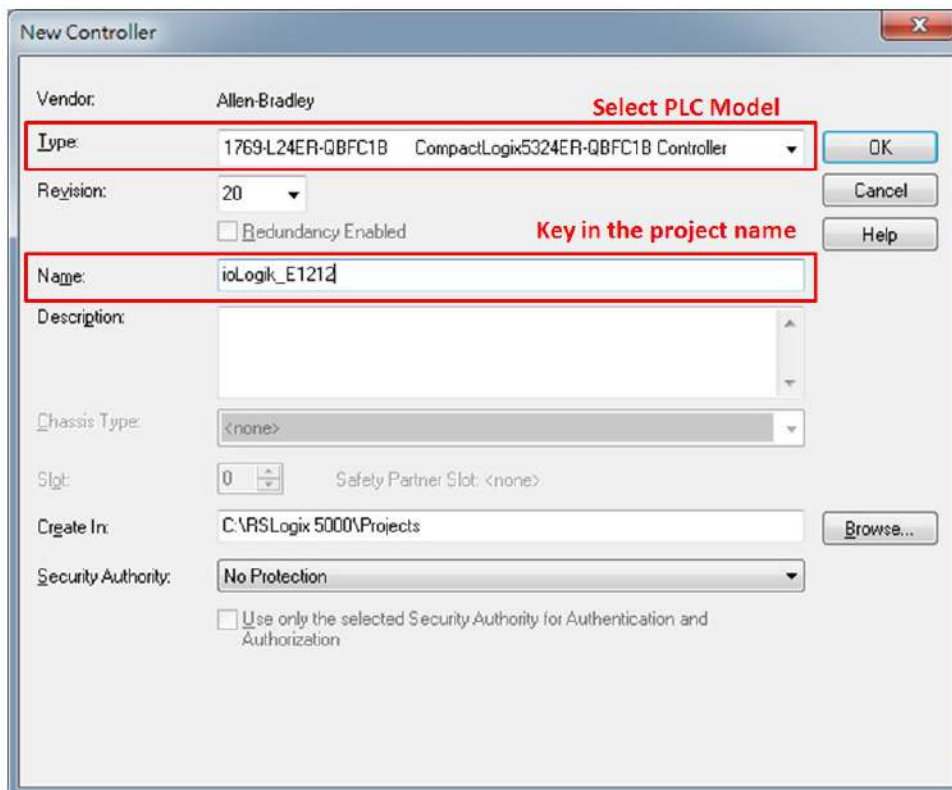 New Controller
Vendor: Allen-Bradley
Select PLC Model
Type: 1769-L24ER-QBFC1B CompactLogix5324ER-QBFC1B Controller OK
Revision: 20 Cancel
Redundancy Enabled
Key in the project name
Help
Name: ioLogik_E1212
Description:
Chassis Type: <none>
Slot: 0 Safety Partner Slot: <none>
Create In: C:\RSLogix 5000\Projects Browse...
Security Authority: No Protection
Use only the selected Security Authority for Authentication and
Authorization